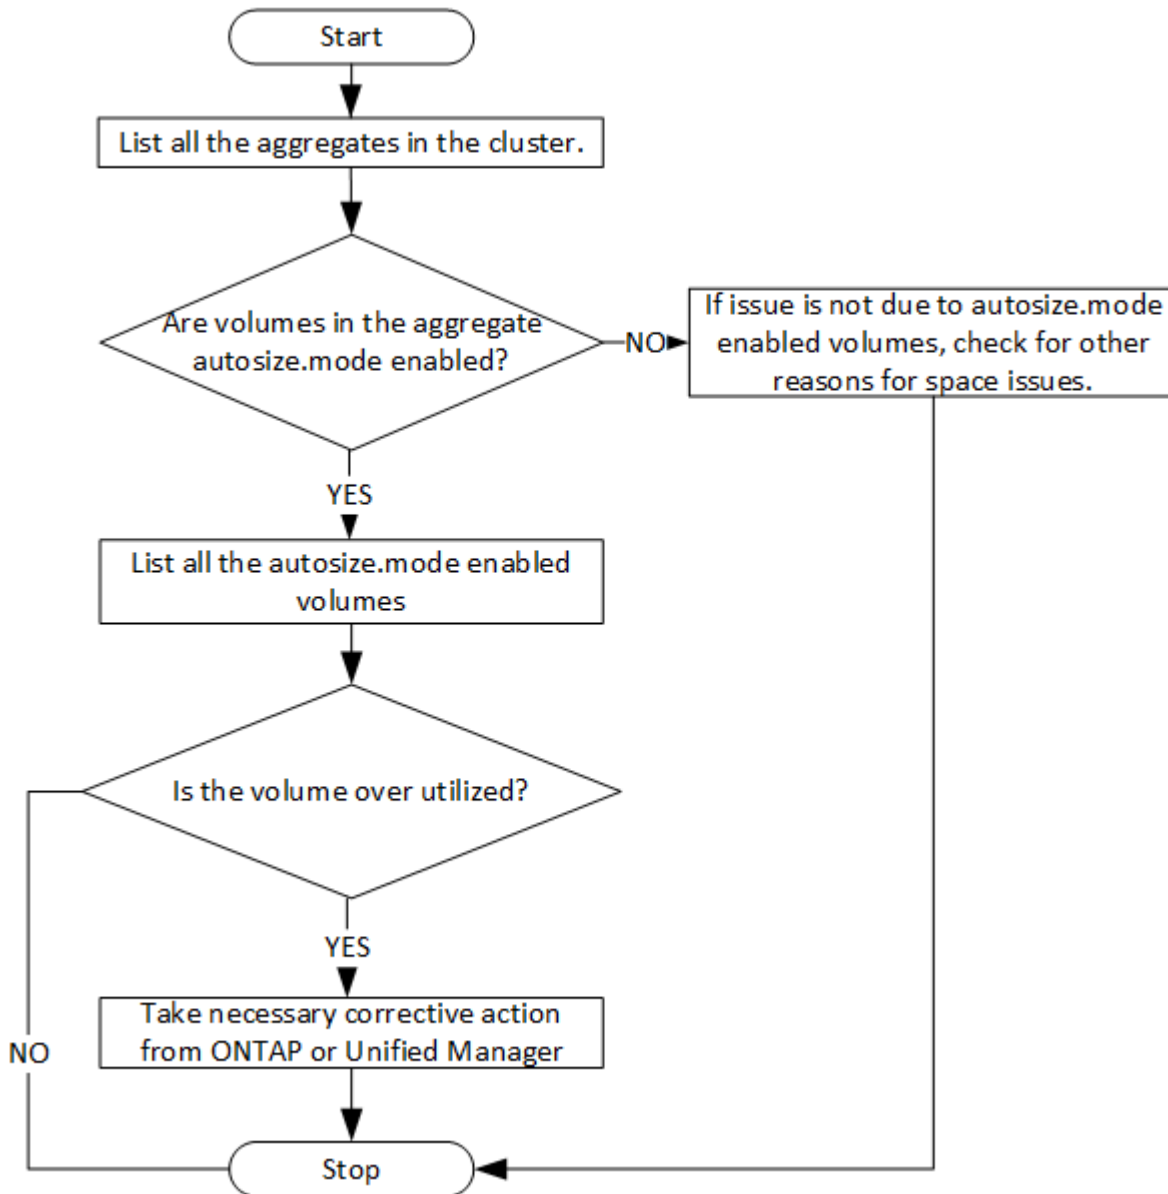 Start
List all the aggregates in the cluster.
Are volumes in the aggregate
autosize.mode enabled?
NO
If issue is not due to autosize.mode
enabled volumes, check for other
reasons for space issues.
YES
List all the autosize.mode enabled
volumes
Is the volume over utilized?
YES
Take necessary corrective action
from ONTAP or Unified Manager
NO
Stop